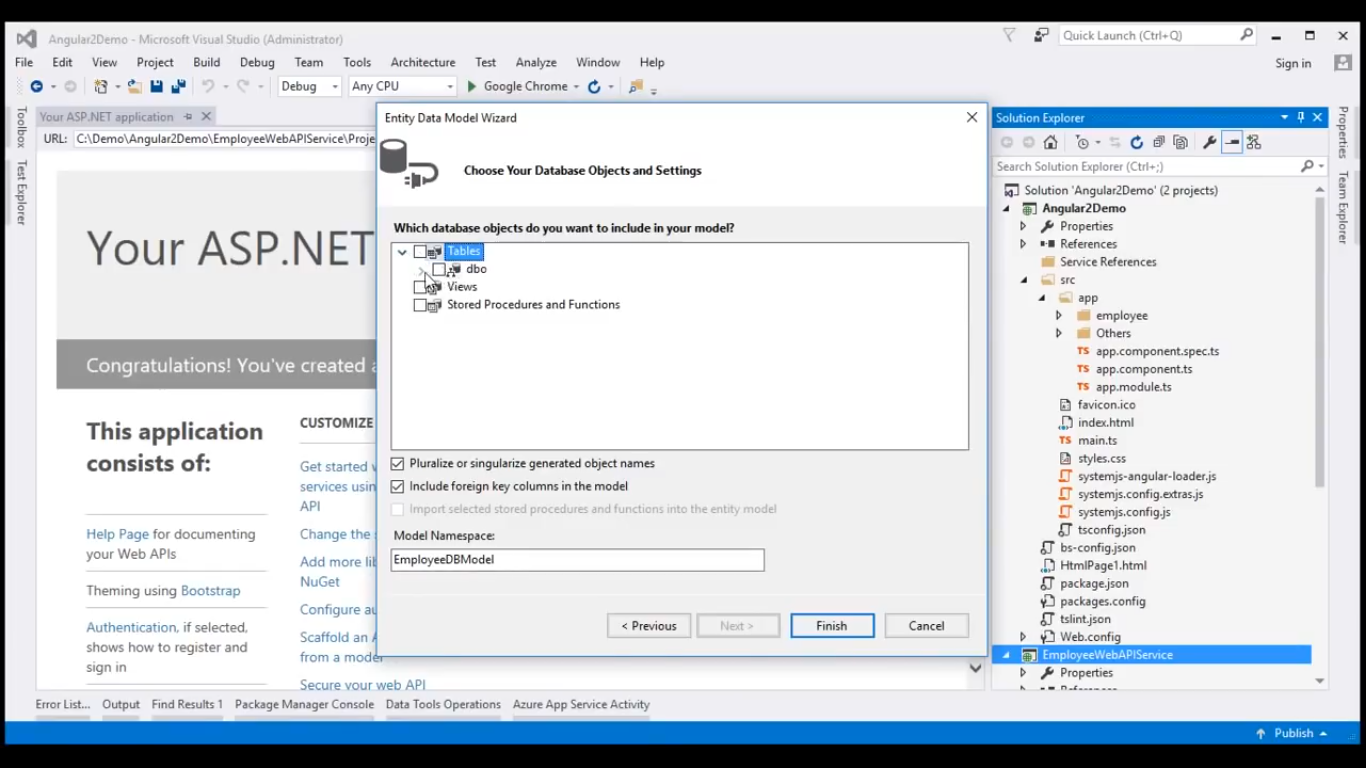 Angular2Demo - Microsoft Visual Studio (Administrator)
Quick Launch (Ctrl+Q)
File Edit View Project Build Debug Team Tools Architecture Test Analyze Window Help
Sign in
Debug Any CPU Google Chrome
Toolbox
Test Explorer
Your ASP.NET application
URL: C:\Demo\Angular2Demo\EmployeeWebAPIService\Proje
Your ASP.NET
Congratulations! You've created a
This application
consists of:
Help Page for documenting
your Web APIs
Theming using Bootstrap
Authentication, if selected,
shows how to register and
sign in
CUSTOMIZE
Get started w
services using
API
Change the
Add more lib
NuGet
Configure au
Scaffold an A
from a model
Secure your web API
Entity Data Model Wizard
Choose Your Database Objects and Settings
Which database objects do you want to include in your model?
Tables
dbo
Views
Stored Procedures and Functions
Pluralize or singularize generated object names
Include foreign key columns in the model
Import selected stored procedures and functions into the entity model
Model Namespace:
EmployeeDBModel
< Previous Next > Finish Cancel
Solution Explorer
Search Solution Explorer (Ctrl+;)
Solution 'Angular2Demo' (2 projects)
Angular2Demo
Properties
References
Service References
src
app
employee
Others
TS app.component.spec.ts
TS app.component.ts
TS app.module.ts
favicon.ico
index.html
TS main.ts
styles.css
systemjs-angular-loader.js
systemjs.config.extras.js
systemjs.config.js
tsconfig.json
bs-config.json
HtmlPage1.html
package.json
packages.config
tslint.json
Web.config
EmployeeWebAPIService
Properties
References
Properties
Team Explorer
Error List... Output Find Results 1 Package Manager Console Data Tools Operations Azure App Service Activity
Publish